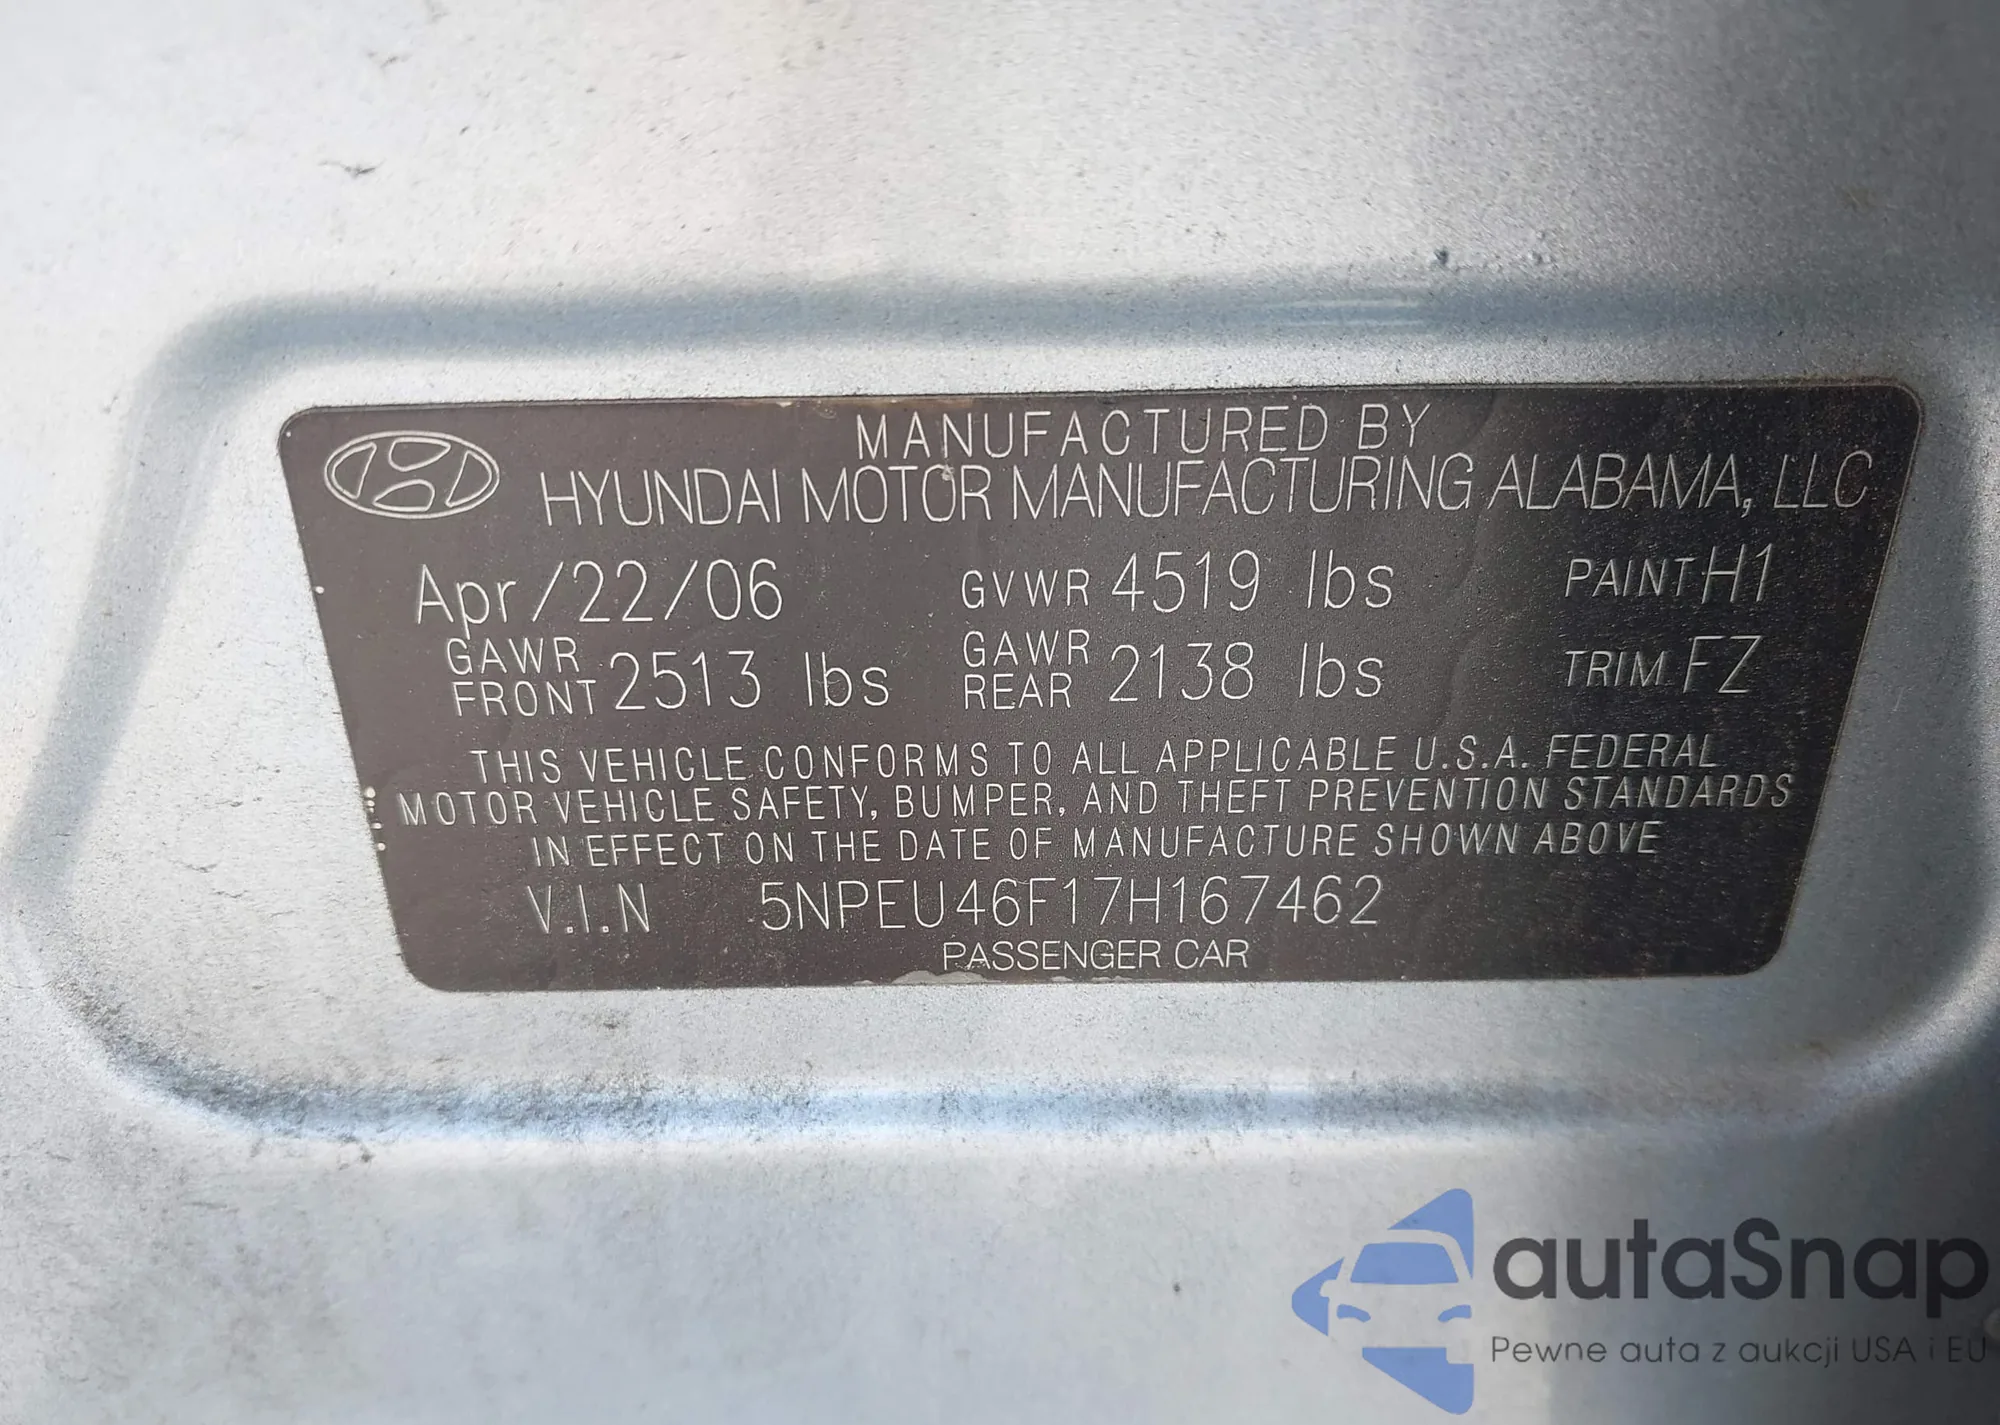 MANUFACTURED BY
HYUNDAI MOTOR MANUFACTURING ALABAMA, LLC
Apr/22/06 GVWR 4519 lbs PAINT H1
GAWR FRONT 2513 lbs GAWR REAR 2138 lbs TRIM FZ
THIS VEHICLE CONFORMS TO ALL APPLICABLE U.S.A. FEDERAL
MOTOR VEHICLE SAFETY, BUMPER, AND THEFT PREVENTION STANDARDS
IN EFFECT ON THE DATE OF MANUFACTURE SHOWN ABOVE
V.I.N 5NPEU46F17H167462
PASSENGER CAR
autaSnap
Pewne auta z aukcji USA i EU